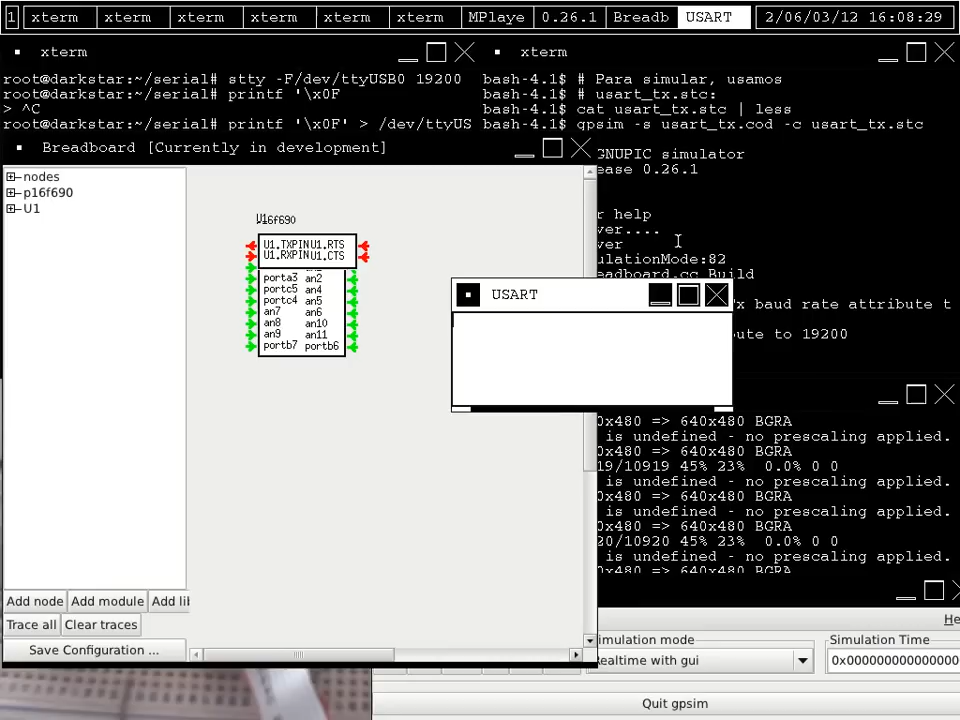 1 xterm xterm xterm xterm xterm xterm MPlaye 0.26.1 Breadb USART 2/06/03/12 16:08:29
xterm
root@darkstar:~/serial# stty -F/dev/ttyUSB0 19200
root@darkstar:~/serial# printf '\x0F
> ^C
root@darkstar:~/serial# printf '\x0F' > /dev/ttyUS
xterm
bash-4.1$ # Para simular, usamos
bash-4.1$ # usart_tx.stc:
bash-4.1$ cat usart_tx.stc | less
bash-4.1$ gpsim -s usart_tx.cod -c usart_tx.stc
GNUPIC simulator
ease 0.26.1
r help
ver....
ver
ulationMode:82
eadboard.cc Build
'x baud rate attribute t
bute to 19200
Breadboard [Currently in development]
nodes
p16f690
U1
U1.TXPIN U1.RTS
U1.RXPIN U1.CTS
porta3 an2
portc5 an4
portc4 an5
an7 an6
an8 an10
an9 an11
portb7 portb6
USART
0x480 => 640x480 BGRA
is undefined - no prescaling applied.
0x480 => 640x480 BGRA
19/10919 45% 23% 0.0% 0 0
is undefined - no prescaling applied.
0x480 => 640x480 BGRA
is undefined - no prescaling applied.
0x480 => 640x480 BGRA
20/10920 45% 23% 0.0% 0 0
is undefined - no prescaling applied.
Add node Add module Add lib
Trace all Clear traces
Save Configuration ...
He
imulation mode
Realtime with gui
Simulation Time
0x000000000000000
Quit gpsim